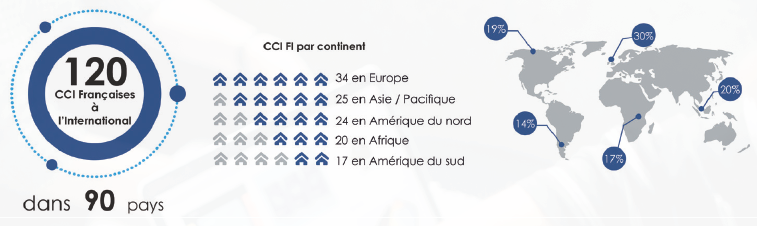 120
CCI Françaises
à
l'International
dans 90 pays
CCI FI par continent
34 en Europe
25 en Asie / Pacifique
24 en Amérique du nord
20 en Afrique
17 en Amérique du sud
19%
30%
20%
14%
17%